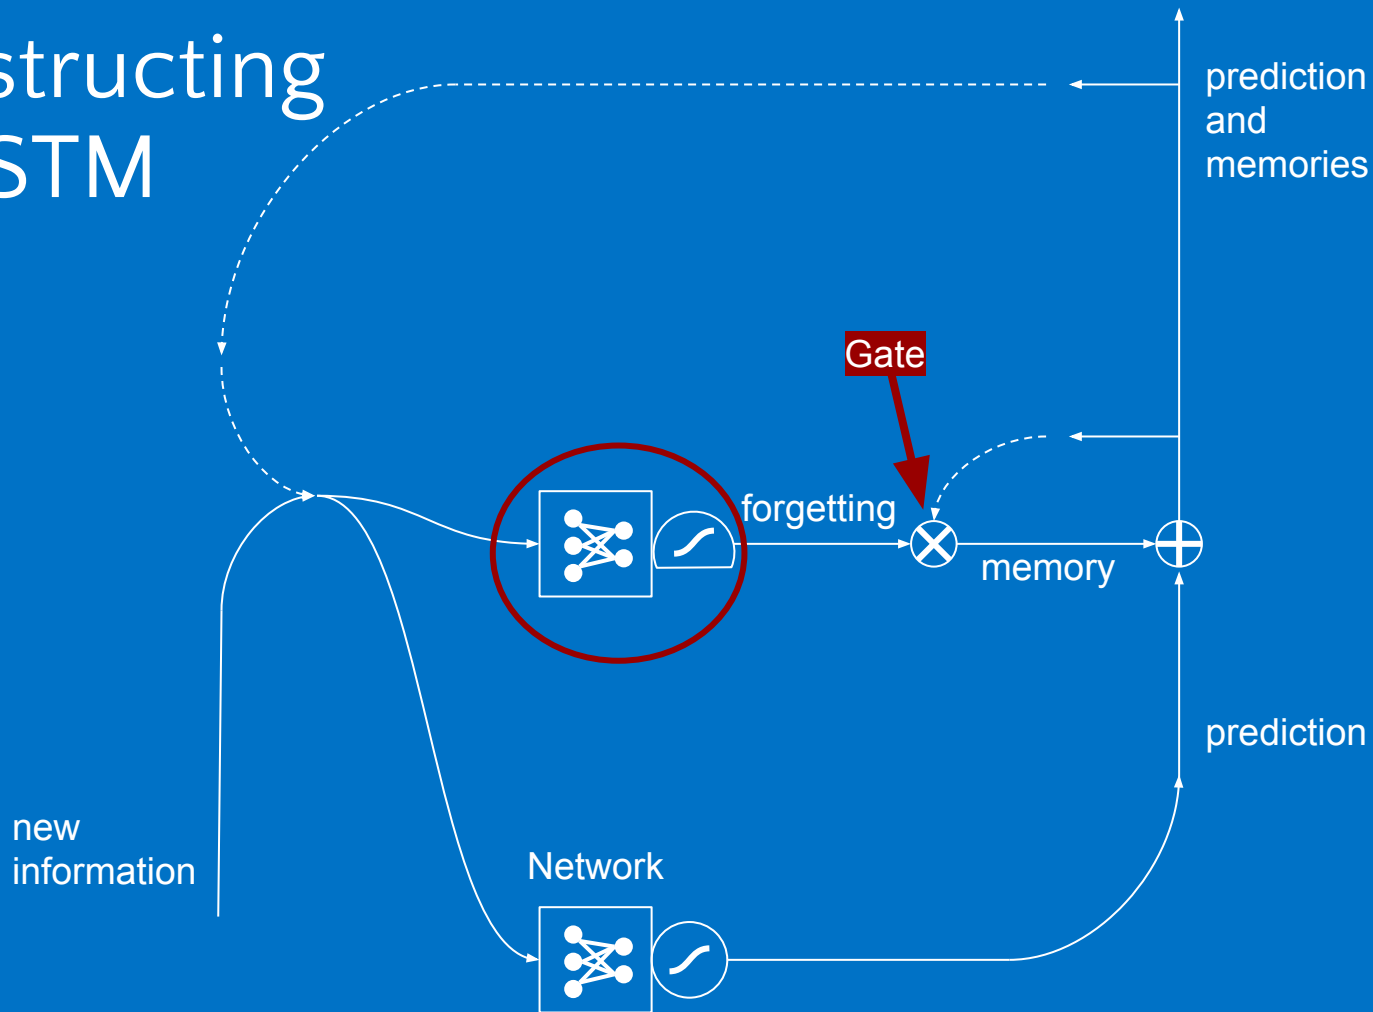 structing
STM
prediction
and
memories
Gate
forgetting
memory
prediction
new
information
Network